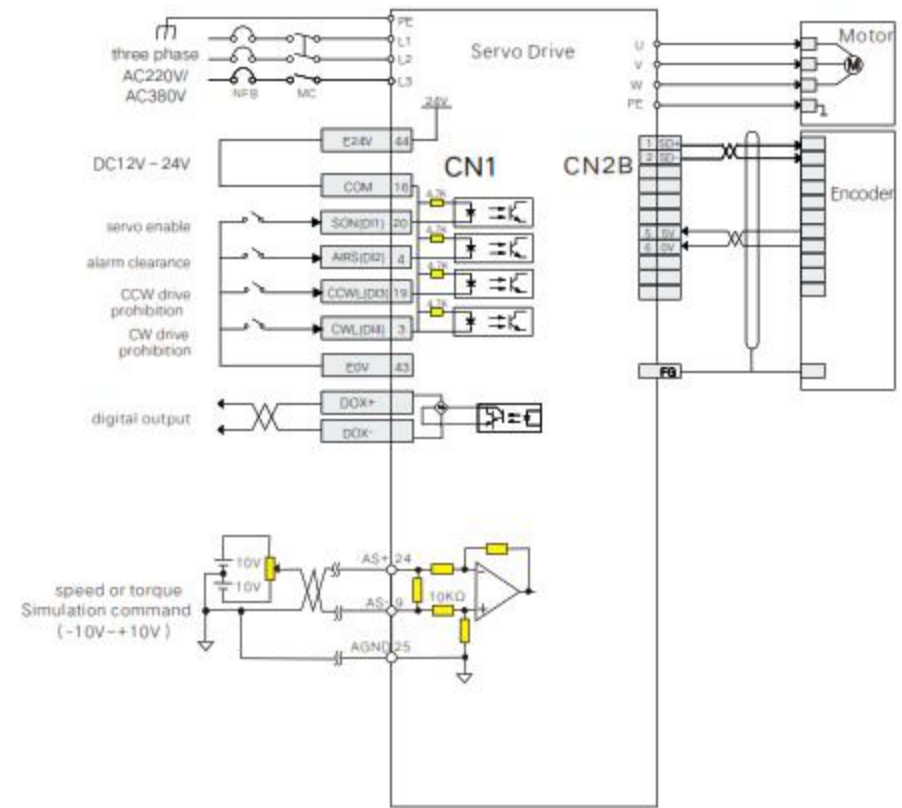 three phase
AC220V/
AC380V
NFB
MC
PE
L1
L2
L3
Servo Drive
U
V
W
PE
Motor
M
24V
DC12V – 24V
E24V 44
COM 16
CN1
4.7K
servo enable
SON(DI1) 20
4.7K
alarm clearance
AIRS(DI2) 4
4.7K
CCW drive
prohibition
CCWL(DI3) 19
4.7K
CW drive
prohibition
CWL(DI4) 3
E0V 43
digital output
DOX+
DOX-
CN2B
1 SD+
2 SD-
5 5V
6 0V
FG
Encoder
speed or torque
Simulation command
(-10V~+10V)
10V
10V
AS+ 24
AS- 9
10KΩ
AGND 25